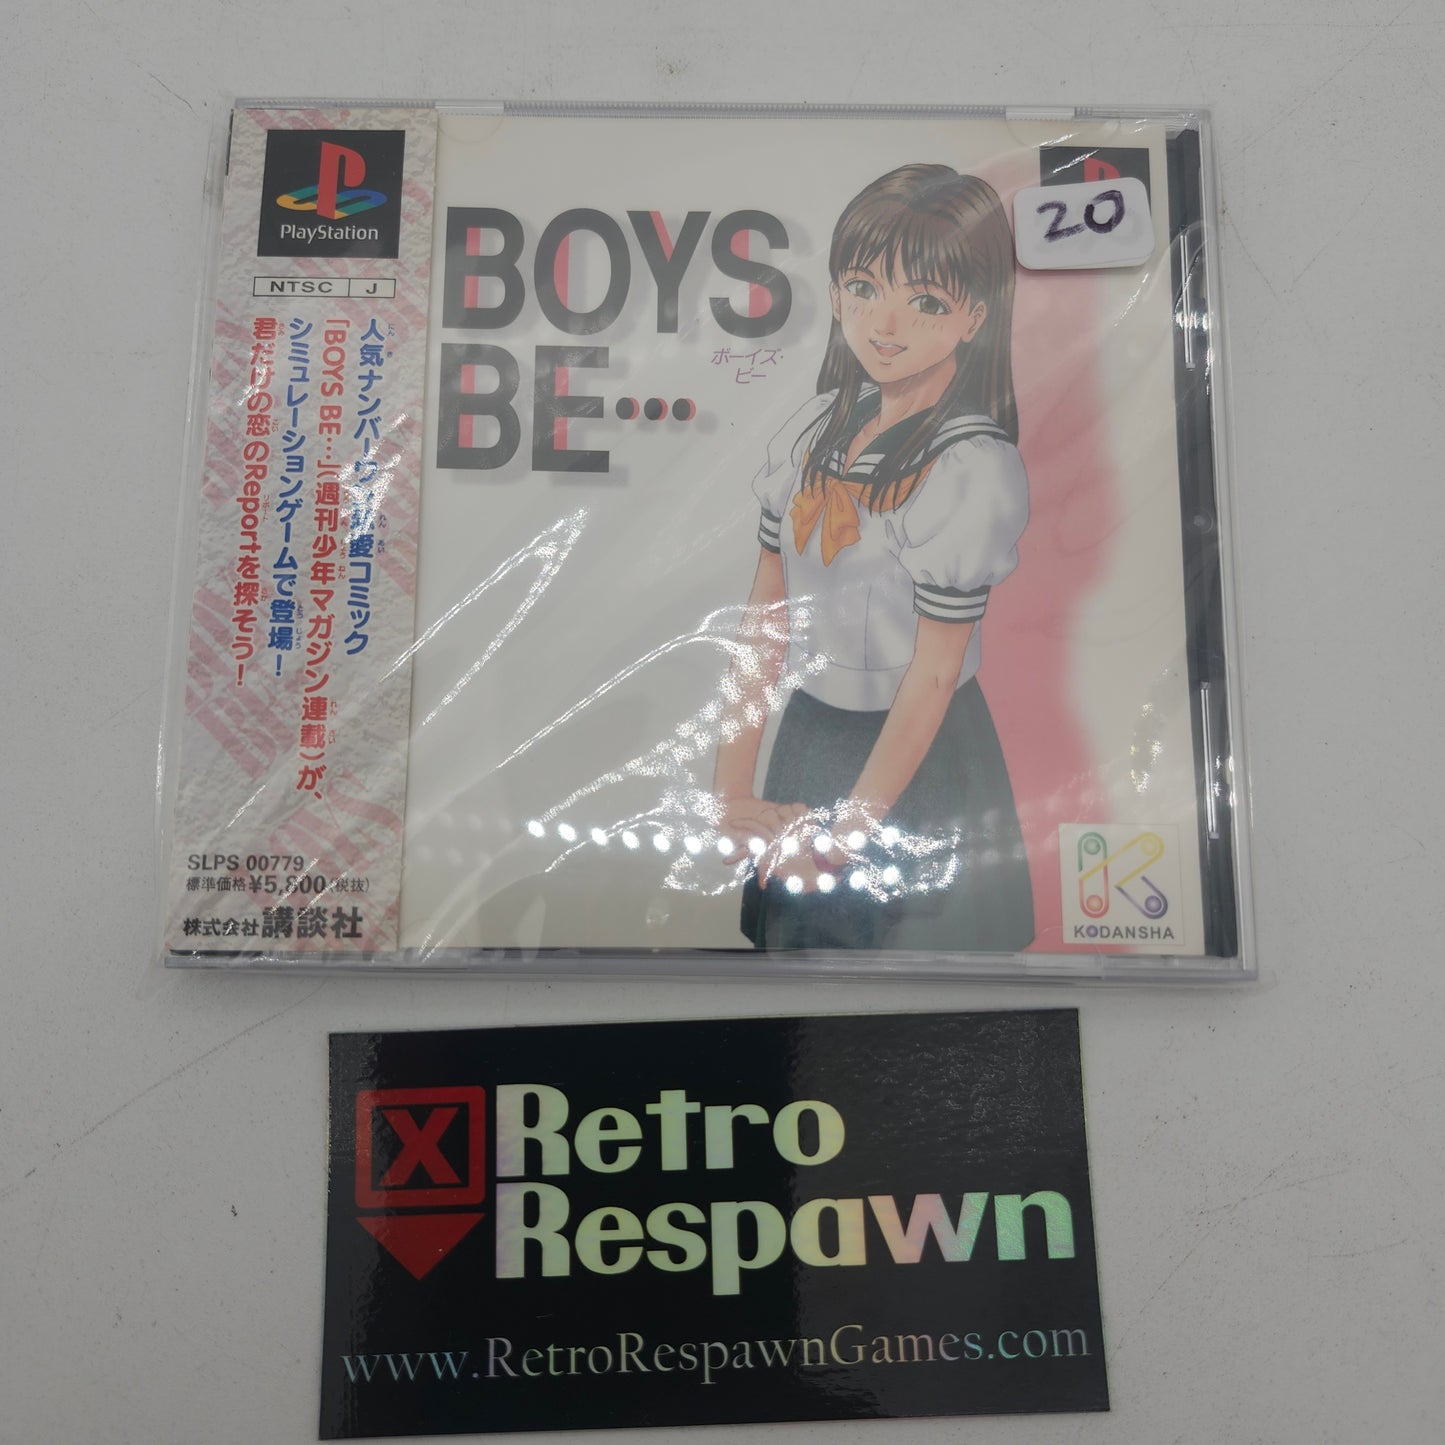 PlayStation
NTSC J
人気ナンバーワン恋愛コミック
「BOYS BE…」(週刊少年マガジン連載)が、
シミュレーションゲームで登場!
君だけの恋のReportを探そう!
SLPS 00779
標準価格¥5,800(税抜)
株式会社講談社
BOYS
BE…
ボーイズ・
ビー
20
KODANSHA
X Retro
Respawn
www.RetroRespawnGames.com